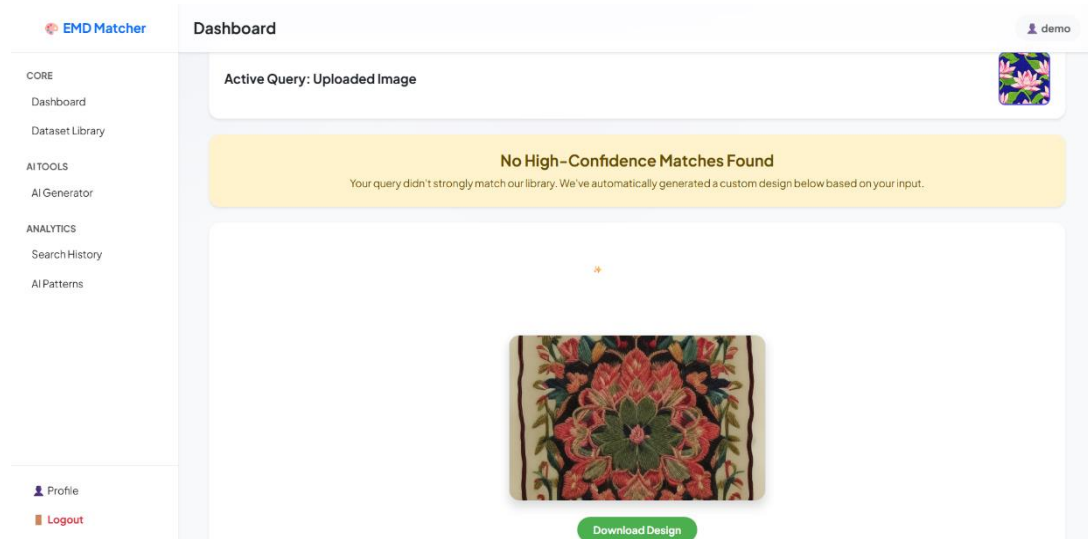 EMD Matcher
CORE
Dashboard
Dataset Library
AI TOOLS
AI Generator
ANALYTICS
Search History
AI Patterns
Profile
Logout
Dashboard
demo
Active Query: Uploaded Image
No High-Confidence Matches Found
Your query didn't strongly match our library. We've automatically generated a custom design below based on your input.
Download Design